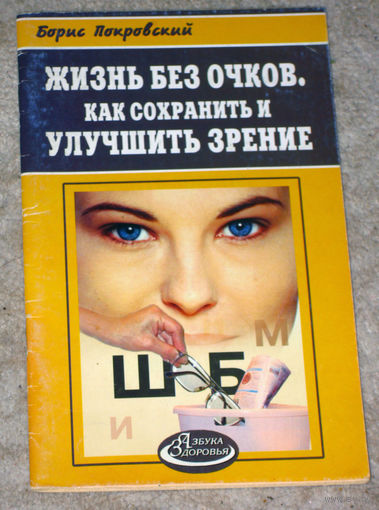 Борис Покровский
ЖИЗНЬ БЕЗ ОЧКОВ.
КАК СОХРАНИТЬ И
УЛУЧШИТЬ ЗРЕНИЕ
М
Ш Б
И
АЗБУКА
ЗДОРОВЬЯ